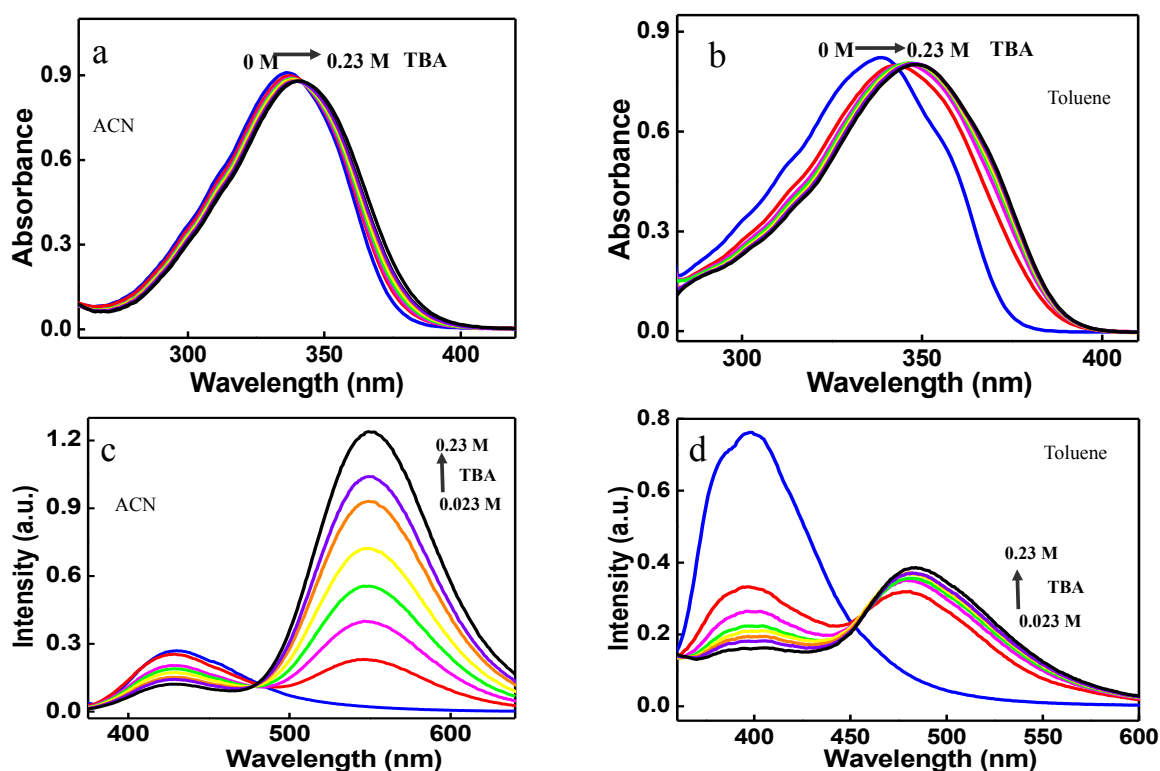 a
0 M 0.23 M TBA
ACN
Absorbance
0.9
0.6
0.3
0.0
300 350 400
Wavelength (nm)
b
0 M 0.23 M TBA
Toluene
Absorbance
0.9
0.6
0.3
0.0
300 350 400
Wavelength (nm)
c
0.23 M
TBA
0.023 M
ACN
Intensity (a.u.)
1.2
0.9
0.6
0.3
0.0
400 500 600
Wavelength (nm)
d
Toluene
0.23 M
TBA
0.023 M
Intensity (a.u.)
0.8
0.6
0.4
0.2
0.0
400 450 500 550 600
Wavelength (nm)